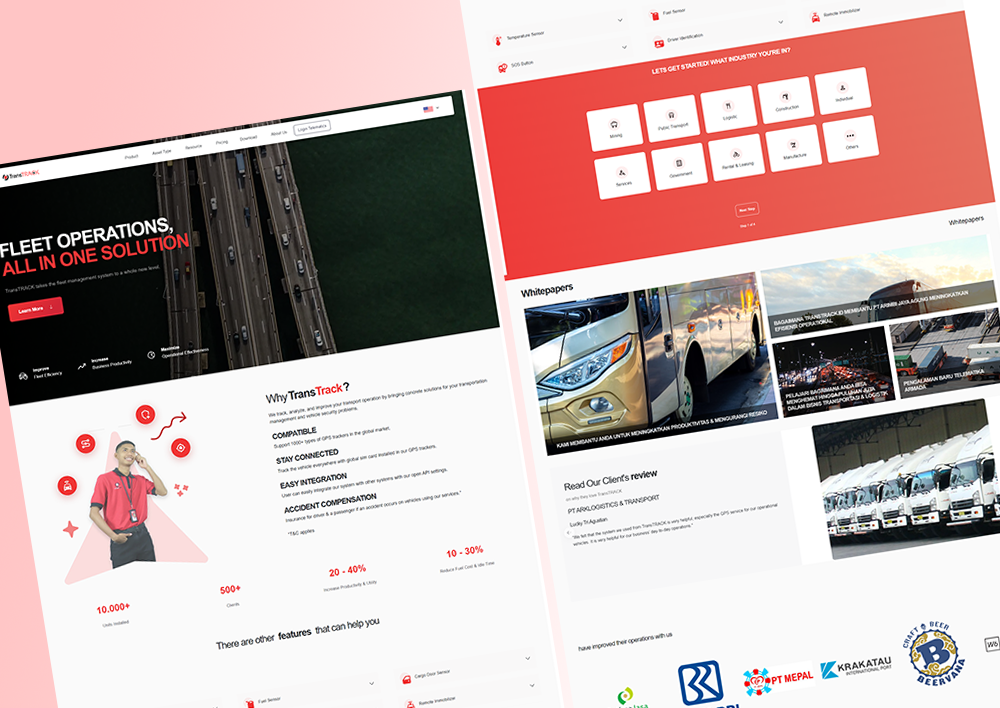 TransTRACK
Product
Asset Type
Resource
Pricing
Download
About Us
Login Telematics
FLEET OPERATIONS,
ALL IN ONE SOLUTION
TransTRACK takes the fleet management system to a whole new level.
Learn More
Improve
Fleet Efficiency
Increase
Business Productivity
Maximize
Operational Effectiveness
Why TransTrack?
We track, analyze, and improve your transport operation by bringing concrete solutions for your transportation
management and vehicle security problems.
COMPATIBLE
Support 1000+ types of GPS trackers in the global market.
STAY CONNECTED
Track the vehicle everywhere with global sim card installed in our GPS trackers.
EASY INTEGRATION
User can easily integrate our system with other systems with our open API settings.
ACCIDENT COMPENSATION
Insurance for driver & a passenger if an accident occurs on vehicles using our services.*
*T&C applies
10.000+
Units Installed
500+
Clients
20 - 40%
Increase Productivity & Utility
10 - 30%
Reduce Fuel Cost & Idle Time
There are other features that can help you
Cargo Door Sensor
Fuel Sensor
Remote Immobilizer
Temperature Sensor
Fuel Sensor
Remote Immobilizer
SOS Button
Driver Identification
LETS GET STARTED! WHAT INDUSTRY YOU'RE IN?
Mining
Public Transport
Logistic
Construction
Individual
Services
Government
Rental & Leasing
Manufacture
Others
Next Step
Step 1 of 4
Whitepapers
Whitepapers
KAMI MEMBANTU ANDA UNTUK MENINGKATKAN PRODUKTIVITAS & MENGURANGI RESIKO
BAGAIMANA TRANSTRACK.ID MEMBANTU PT ARIMBI JAYA AGUNG MENINGKATKAN
EFISIENSI OPERATIONAL
PELAJARI BAGAIMANA ANDA BISA
MENGHEMAT HINGGA PULUHAN JUTA
DALAM BISNIS TRANSPORTASI & LOGISTIK
PENGALAMAN BARU TELEMATIKA
ARMADA
Read Our Client's review
on why they love TransTRACK
PT ARKLOGISTICS & TRANSPORT
Lucky Tri Agustian
"We felt that the system we used from TransTRACK is very helpful, especially the GPS service for our operational
vehicles. It is very helpful for our business' day-to-day operations."
have improved their operations with us
PT MEPAL
KRAKATAU
INTERNATIONAL PORT
CRAFT BEER
B
BEERVANA